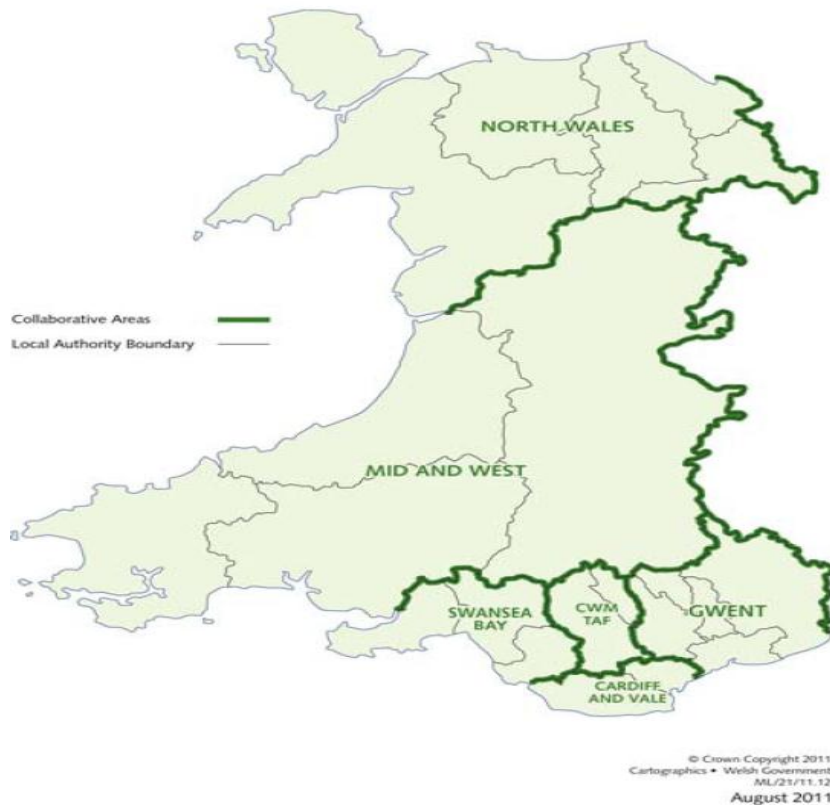 NORTH WALES
Collaborative Areas
Local Authority Boundary
MID AND WEST
SWANSEA
BAY
CWM
TAF
GWENT
CARDIFF
AND VALE
© Crown Copyright 2011
Cartographics • Welsh Government
ML/21/11.12
August 2011